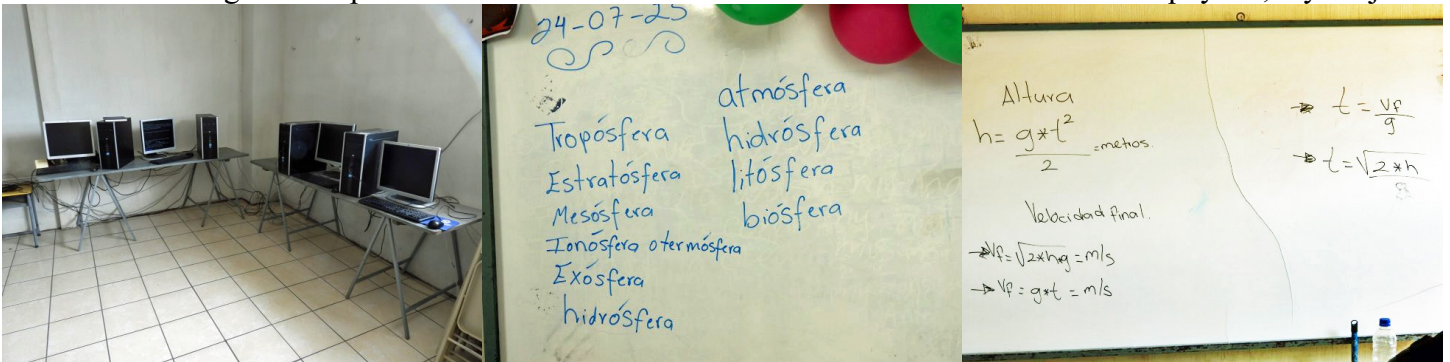 24-07-25
atmósfera
Tropósfera hidrósfera
Estratósfera litósfera
Mesósfera biósfera
Ionósfera o termósfera
Exósfera
hidrósfera
Altura
h = g*t²/2 = metros.
Velocidad final.
Vf = √2*h*g = m/s
Vf = g*t = m/s
t = Vf/g
t = √2*h/g